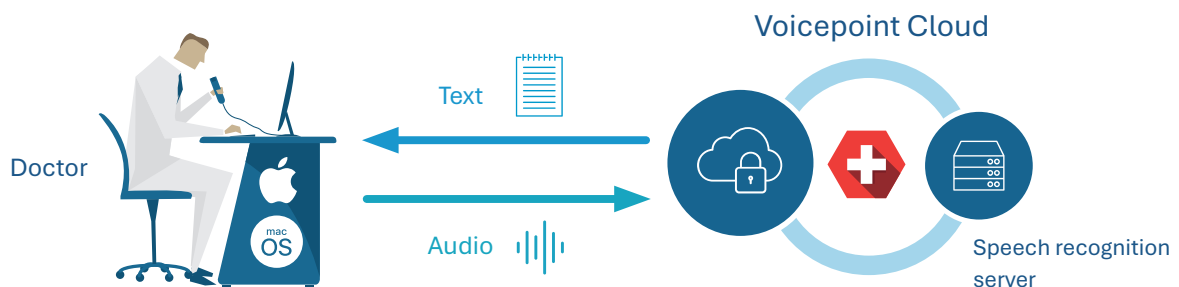 Voicepoint Cloud
Text
Doctor
mac
OS
Audio
Speech recognition
server